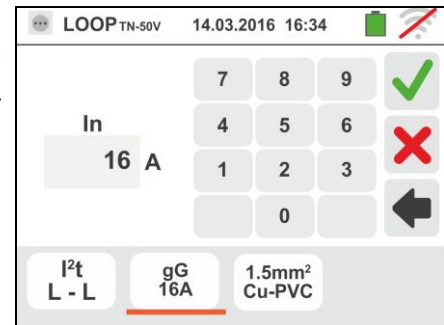 LOOP TN-50V 14.03.2016 16:34
7 8 9
In 4 5 6
16 A 1 2 3
0
I²t gG 1.5mm²
L - L 16A Cu-PVC